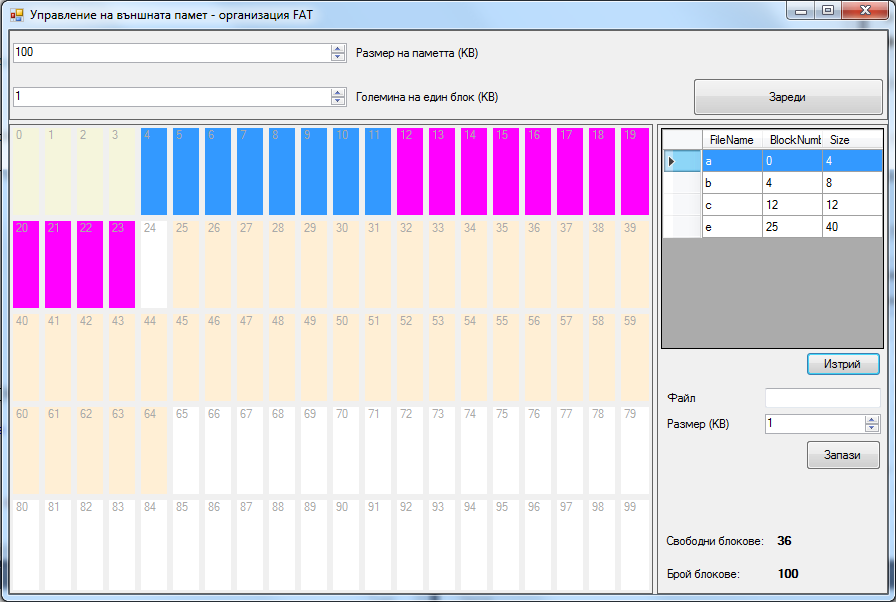 Управление на външната памет - организация FAT
100 Размер на паметта (KB)
1 Големина на един блок (KB)
Зареди
0 1 2 3 4 5 6 7 8 9 10 11 12 13 14 15 16 17 18 19
20 21 22 23 24 25 26 27 28 29 30 31 32 33 34 35 36 37 38 39
40 41 42 43 44 45 46 47 48 49 50 51 52 53 54 55 56 57 58 59
60 61 62 63 64 65 66 67 68 69 70 71 72 73 74 75 76 77 78 79
80 81 82 83 84 85 86 87 88 89 90 91 92 93 94 95 96 97 98 99
FileName BlockNumb Size
a 0 4
b 4 8
c 12 12
e 25 40
Изтрий
Файл
Размер (KB) 1
Запази
Свободни блокове: 36
Брой блокове: 100